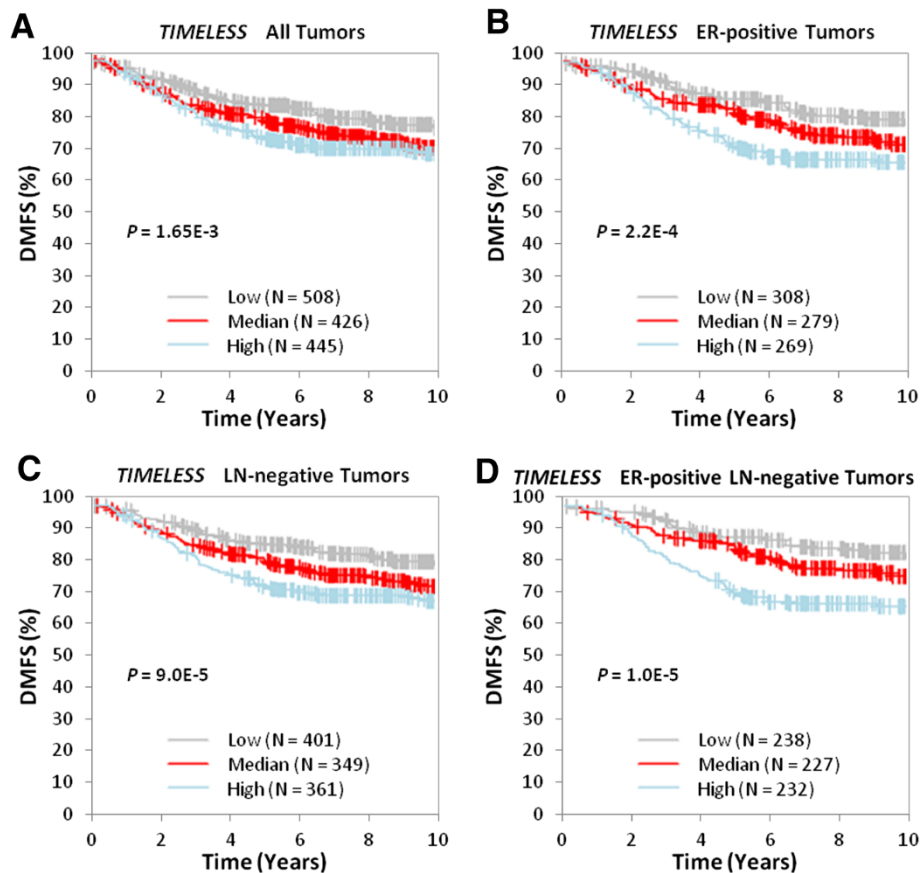 A
TIMELESS All Tumors
100
90
80
70
60
50
40
30
20
10
0
DMFS (%)
P = 1.65E-3
Low (N = 508)
Median (N = 426)
High (N = 445)
0 2 4 6 8 10
Time (Years)
B
TIMELESS ER-positive Tumors
100
90
80
70
60
50
40
30
20
10
0
DMFS (%)
P = 2.2E-4
Low (N = 308)
Median (N = 279)
High (N = 269)
0 2 4 6 8 10
Time (Years)
C
TIMELESS LN-negative Tumors
100
90
80
70
60
50
40
30
20
10
0
DMFS (%)
P = 9.0E-5
Low (N = 401)
Median (N = 349)
High (N = 361)
0 2 4 6 8 10
Time (Years)
D
TIMELESS ER-positive LN-negative Tumors
100
90
80
70
60
50
40
30
20
10
0
DMFS (%)
P = 1.0E-5
Low (N = 238)
Median (N = 227)
High (N = 232)
0 2 4 6 8 10
Time (Years)